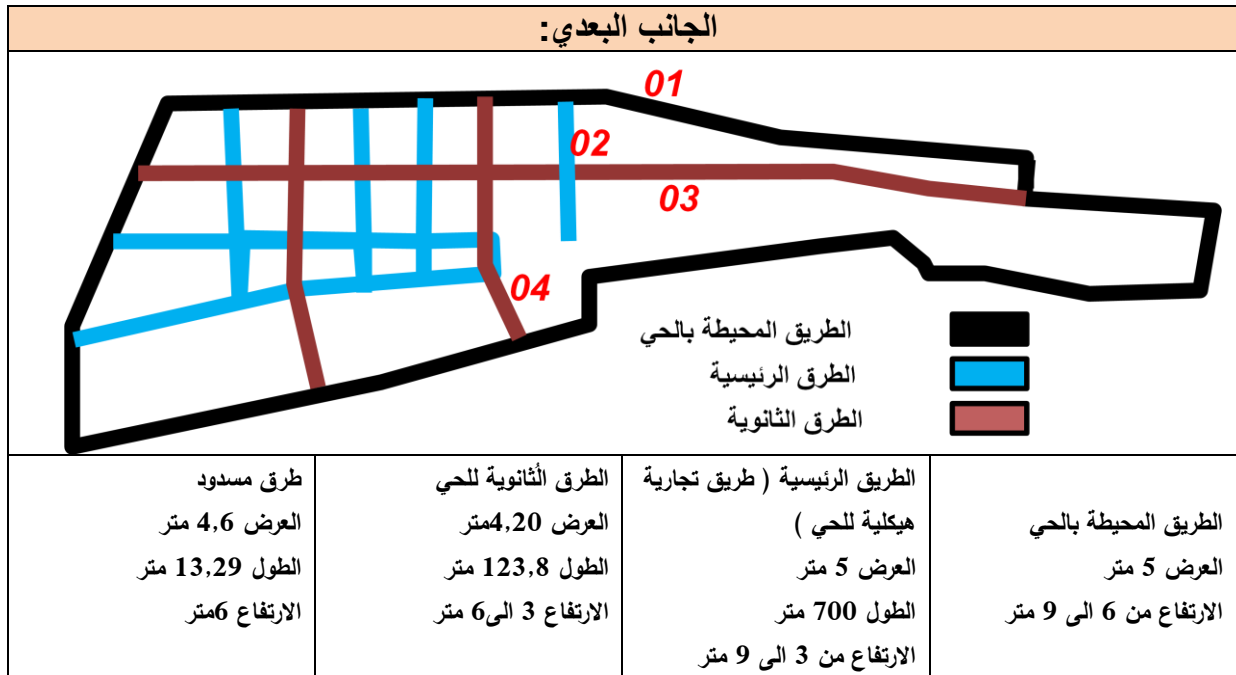 الجانب البعدي:
01
02
03
04
الطريق المحيطة بالحي
الطرق الرئيسية
الطرق الثانوية
الطريق المحيطة بالحي
العرض 5 متر
الارتفاع من 6 الى 9 متر
الطريق الرئيسية ( طريق تجارية
هيكلية للحي )
العرض 5 متر
الطول 700 متر
الارتفاع من 3 الى 9 متر
الطرق الُثانوية للحي
العرض 4,20متر
الطول 123,8 متر
الارتفاع 3 الى6 متر
طرق مسدود
العرض 4,6 متر
الطول 13,29 متر
الارتفاع 6متر